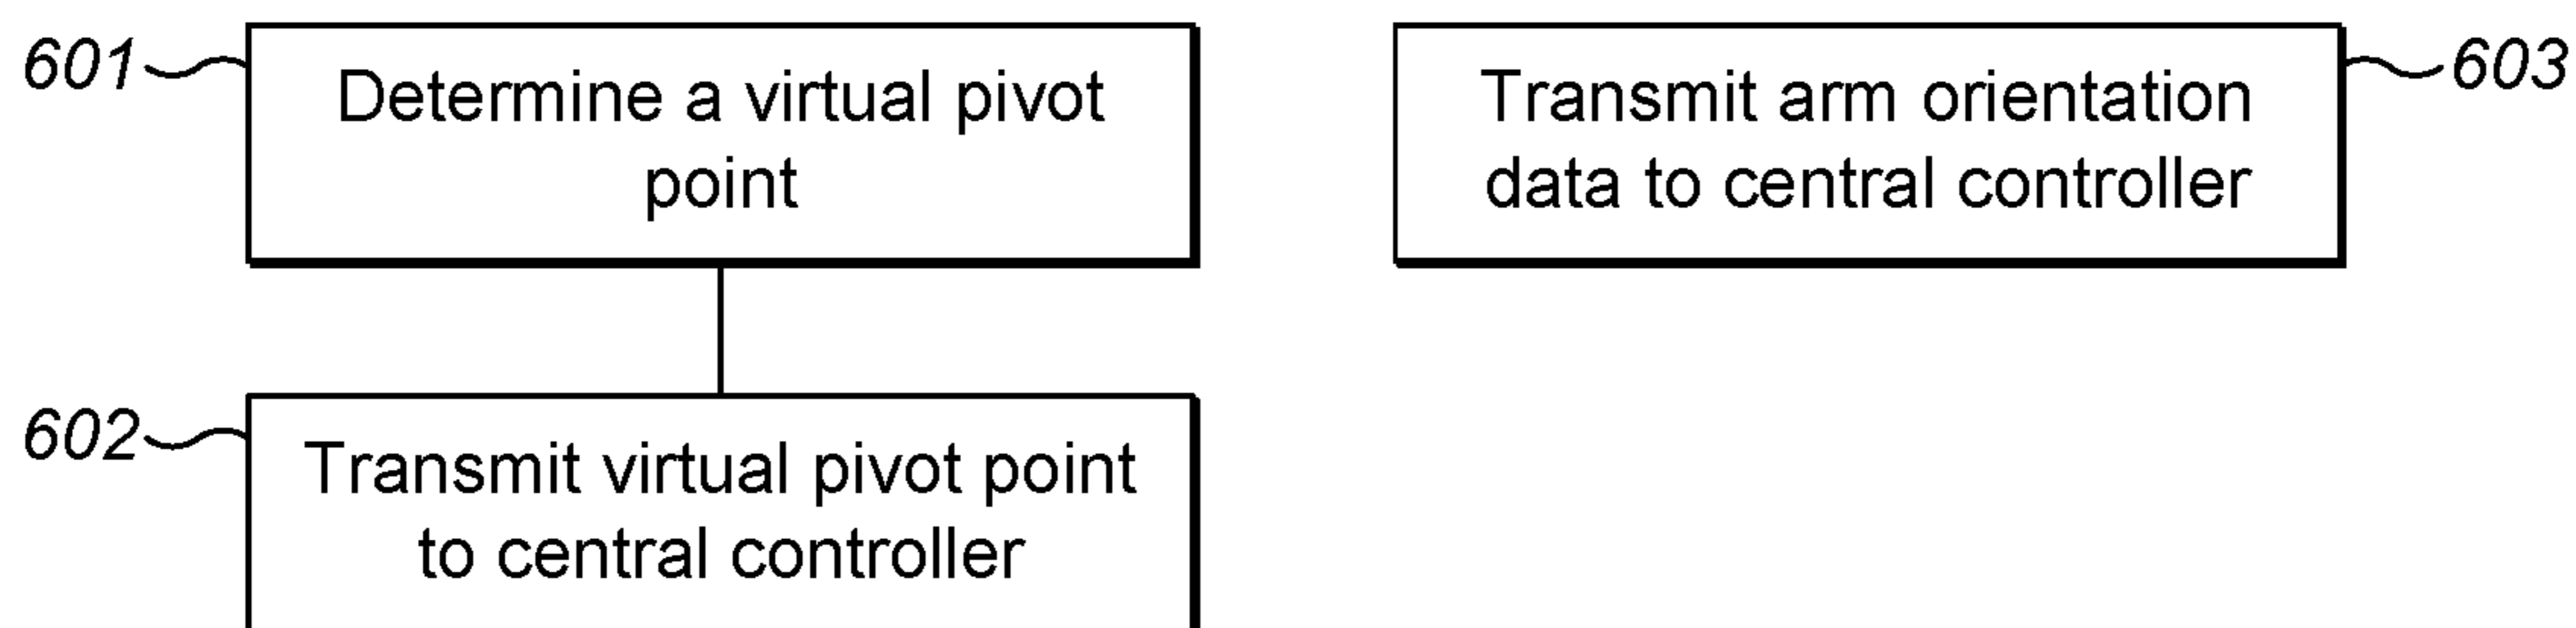 601
Determine a virtual pivot
point
603
Transmit arm orientation
data to central controller
602
Transmit virtual pivot point
to central controller